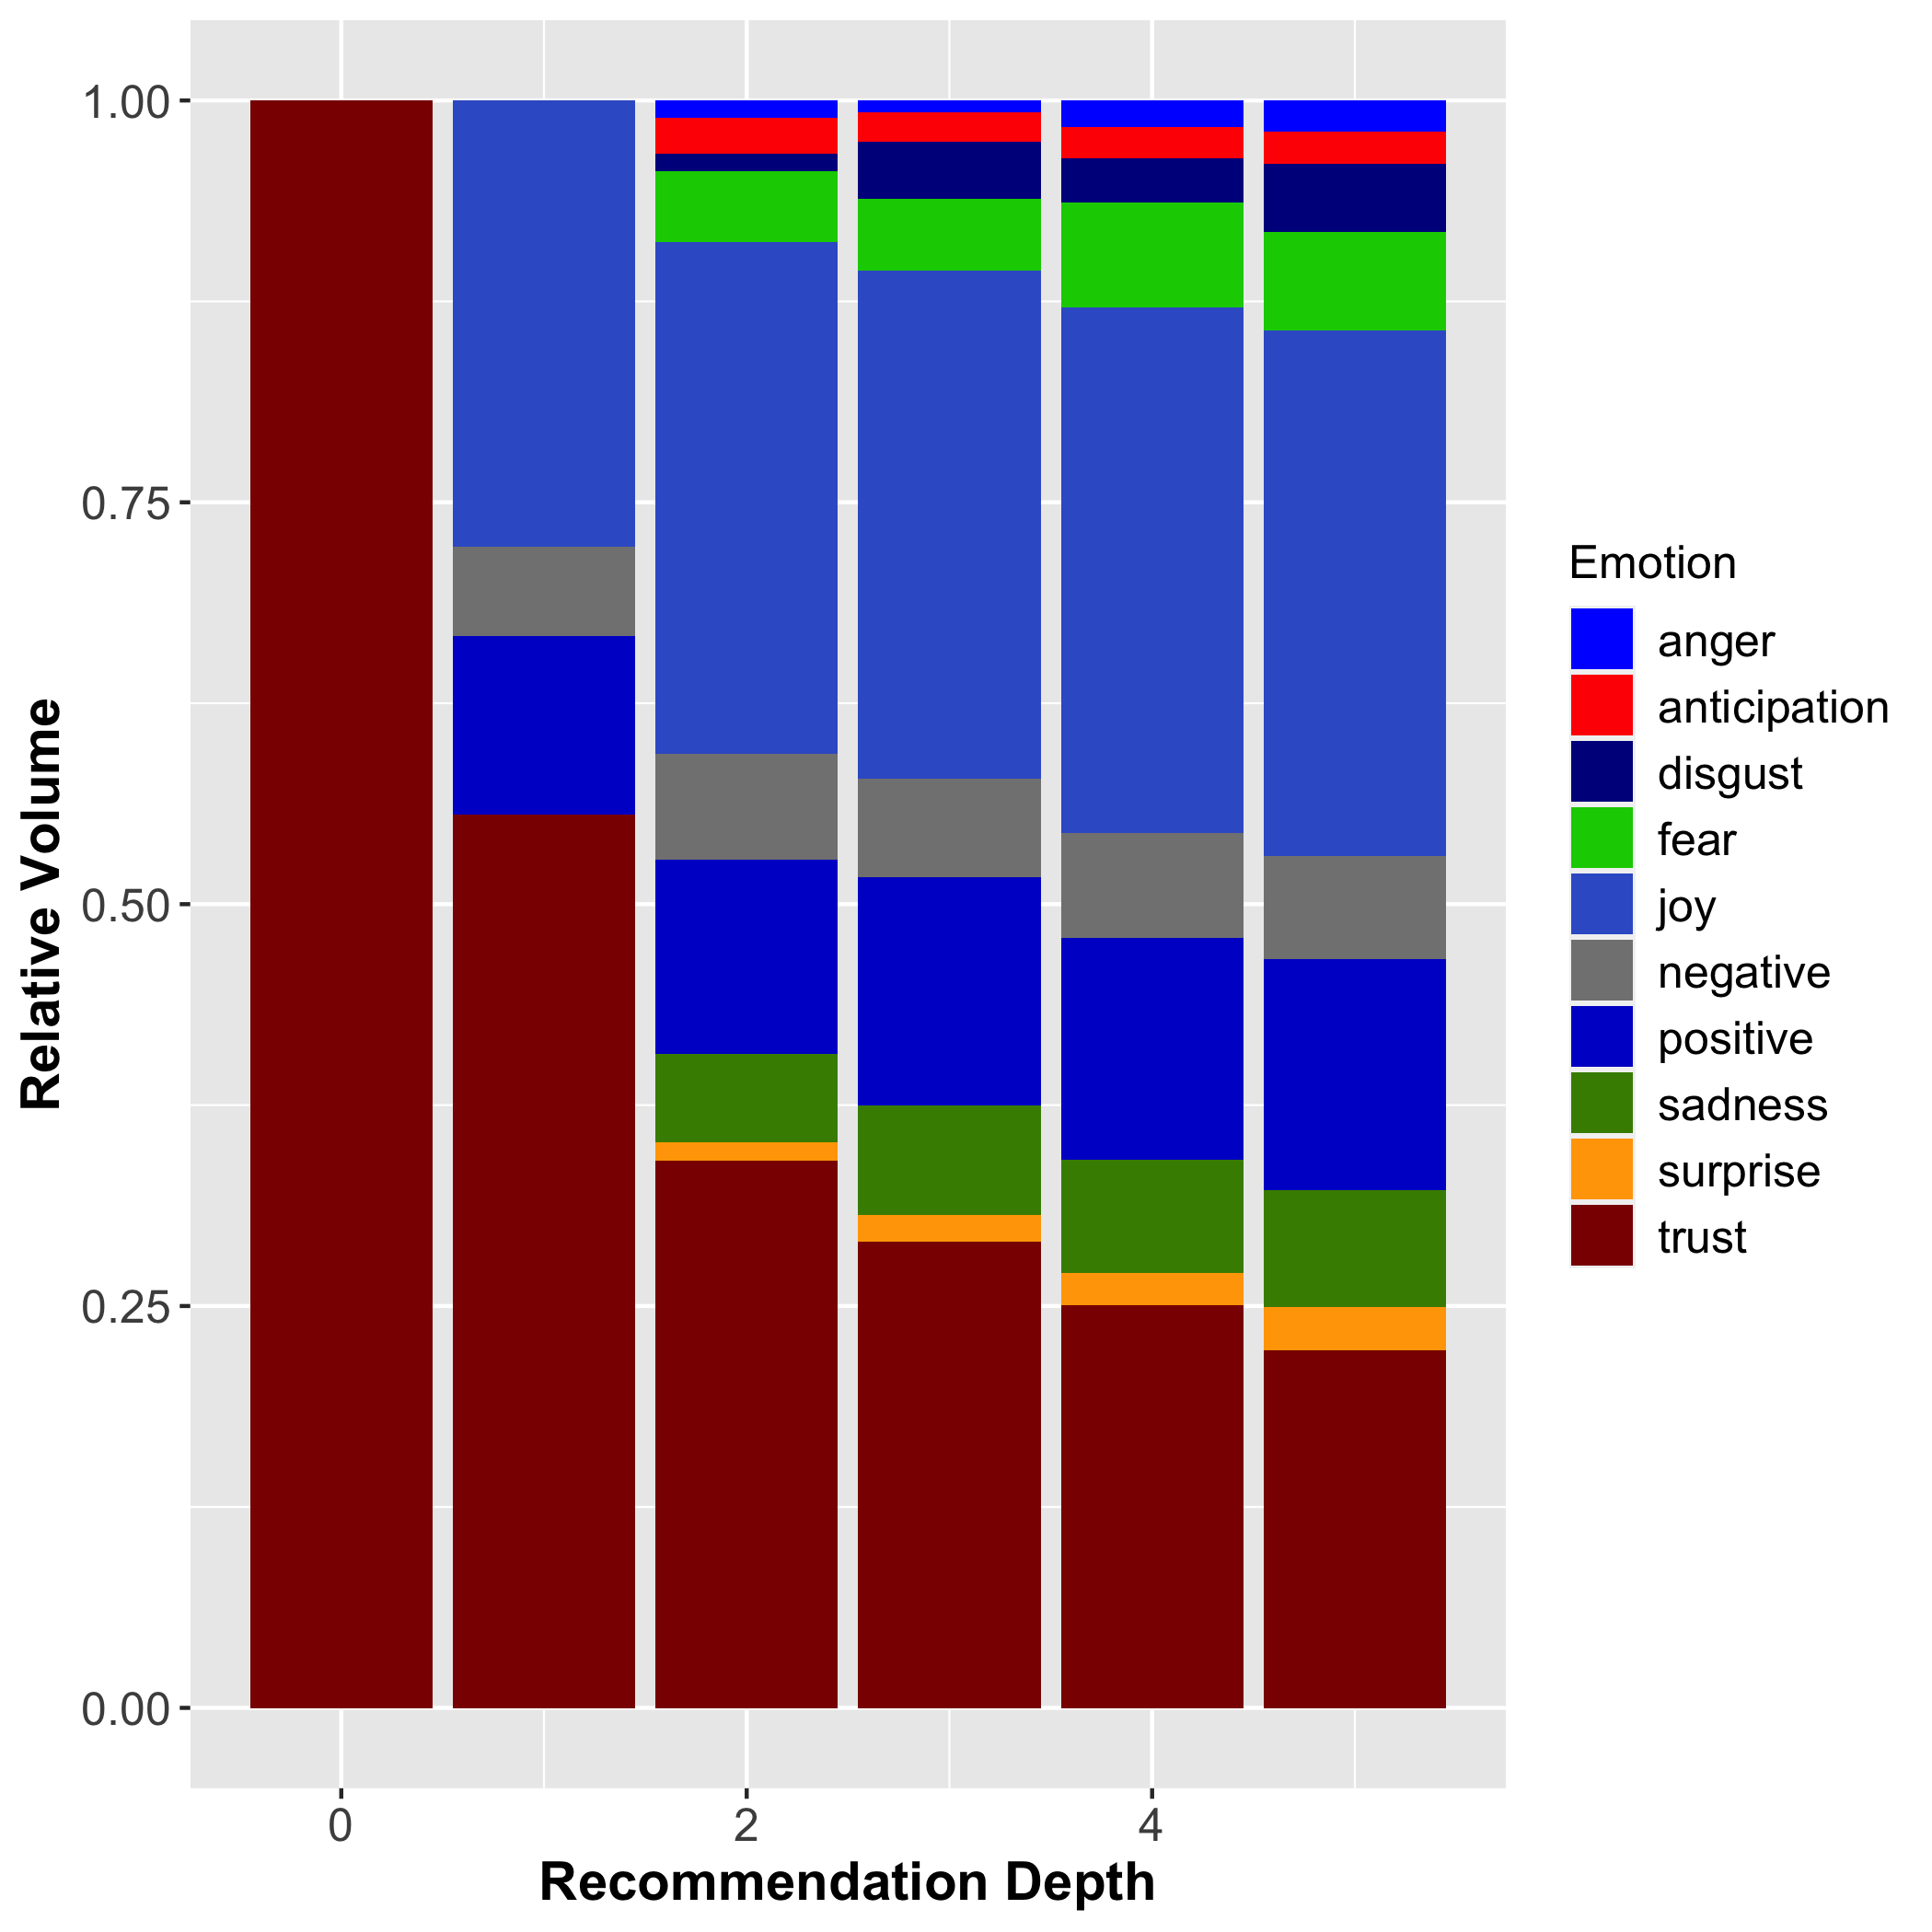 1.00
0.75
0.50
0.25
0.00
Relative Volume
0
2
4
Recommendation Depth
Emotion
anger
anticipation
disgust
fear
joy
negative
positive
sadness
surprise
trust